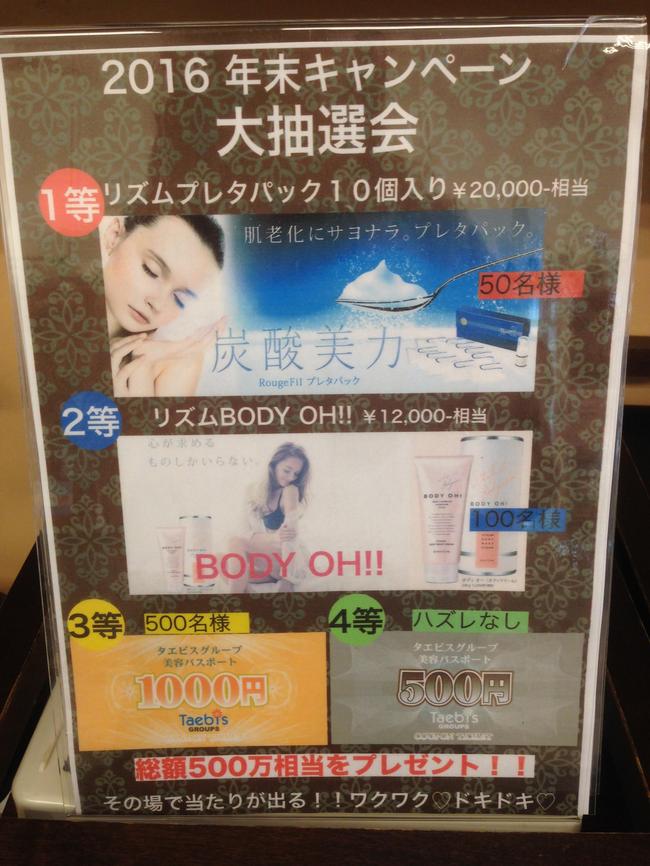 2016 年末キャンペーン
大抽選会
1等 リズムプレタパック１０個入り ¥20,000-相当
肌老化にサヨナラ。プレタパック。
50名様
炭酸美力
RougeFil プレタパック
2等 リズムBODY OH!! ¥12,000-相当
心が求める
ものしかいらない。
BODY OH!
BODY OH!
100名様
BODY OH!!
3等 500名様
4等 ハズレなし
タエビスグループ
美容パスポート
1000円
Taebis
GROUPS
タエビスグループ
美容パスポート
500円
Taebis
GROUPS
COUPON TICKET
総額500万相当をプレゼント！！
その場で当たりが出る！！ワクワク♡ドキドキ♡